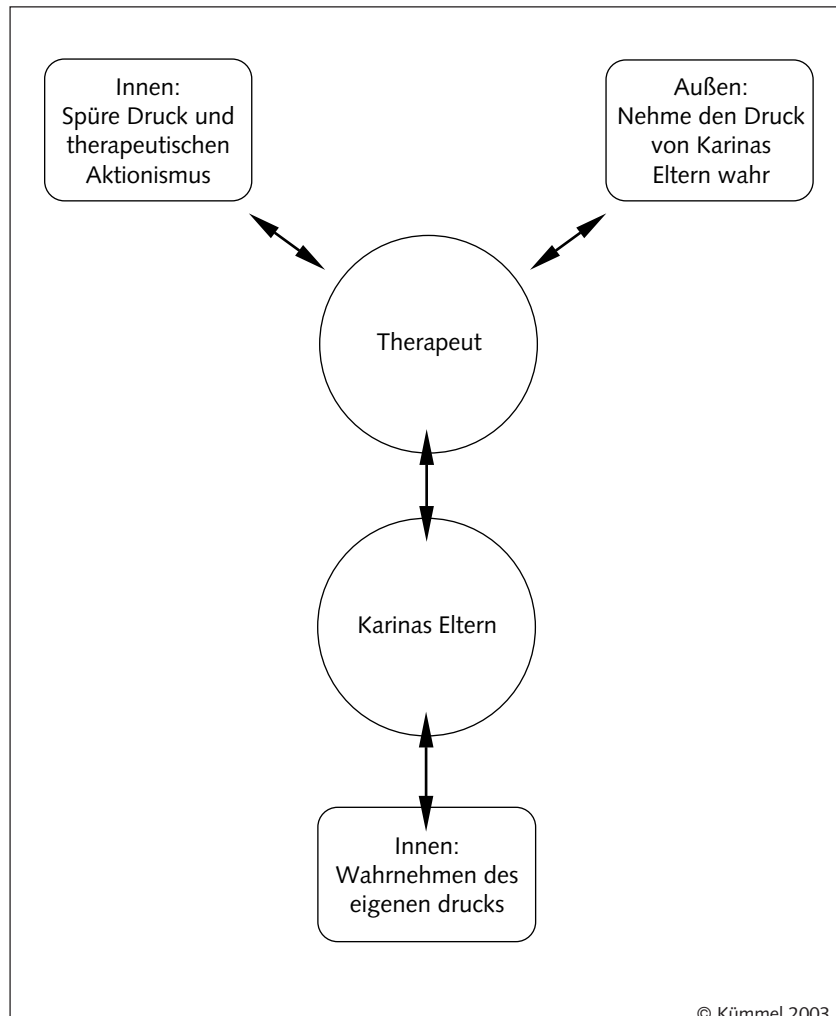 Innen:
Spüre Druck und
therapeutischen
Aktionismus
Außen:
Nehme den Druck
von Karinas
Eltern wahr
Therapeut
Karinas Eltern
Innen:
Wahrnehmen des
eigenen drucks
© Kümmel 2003